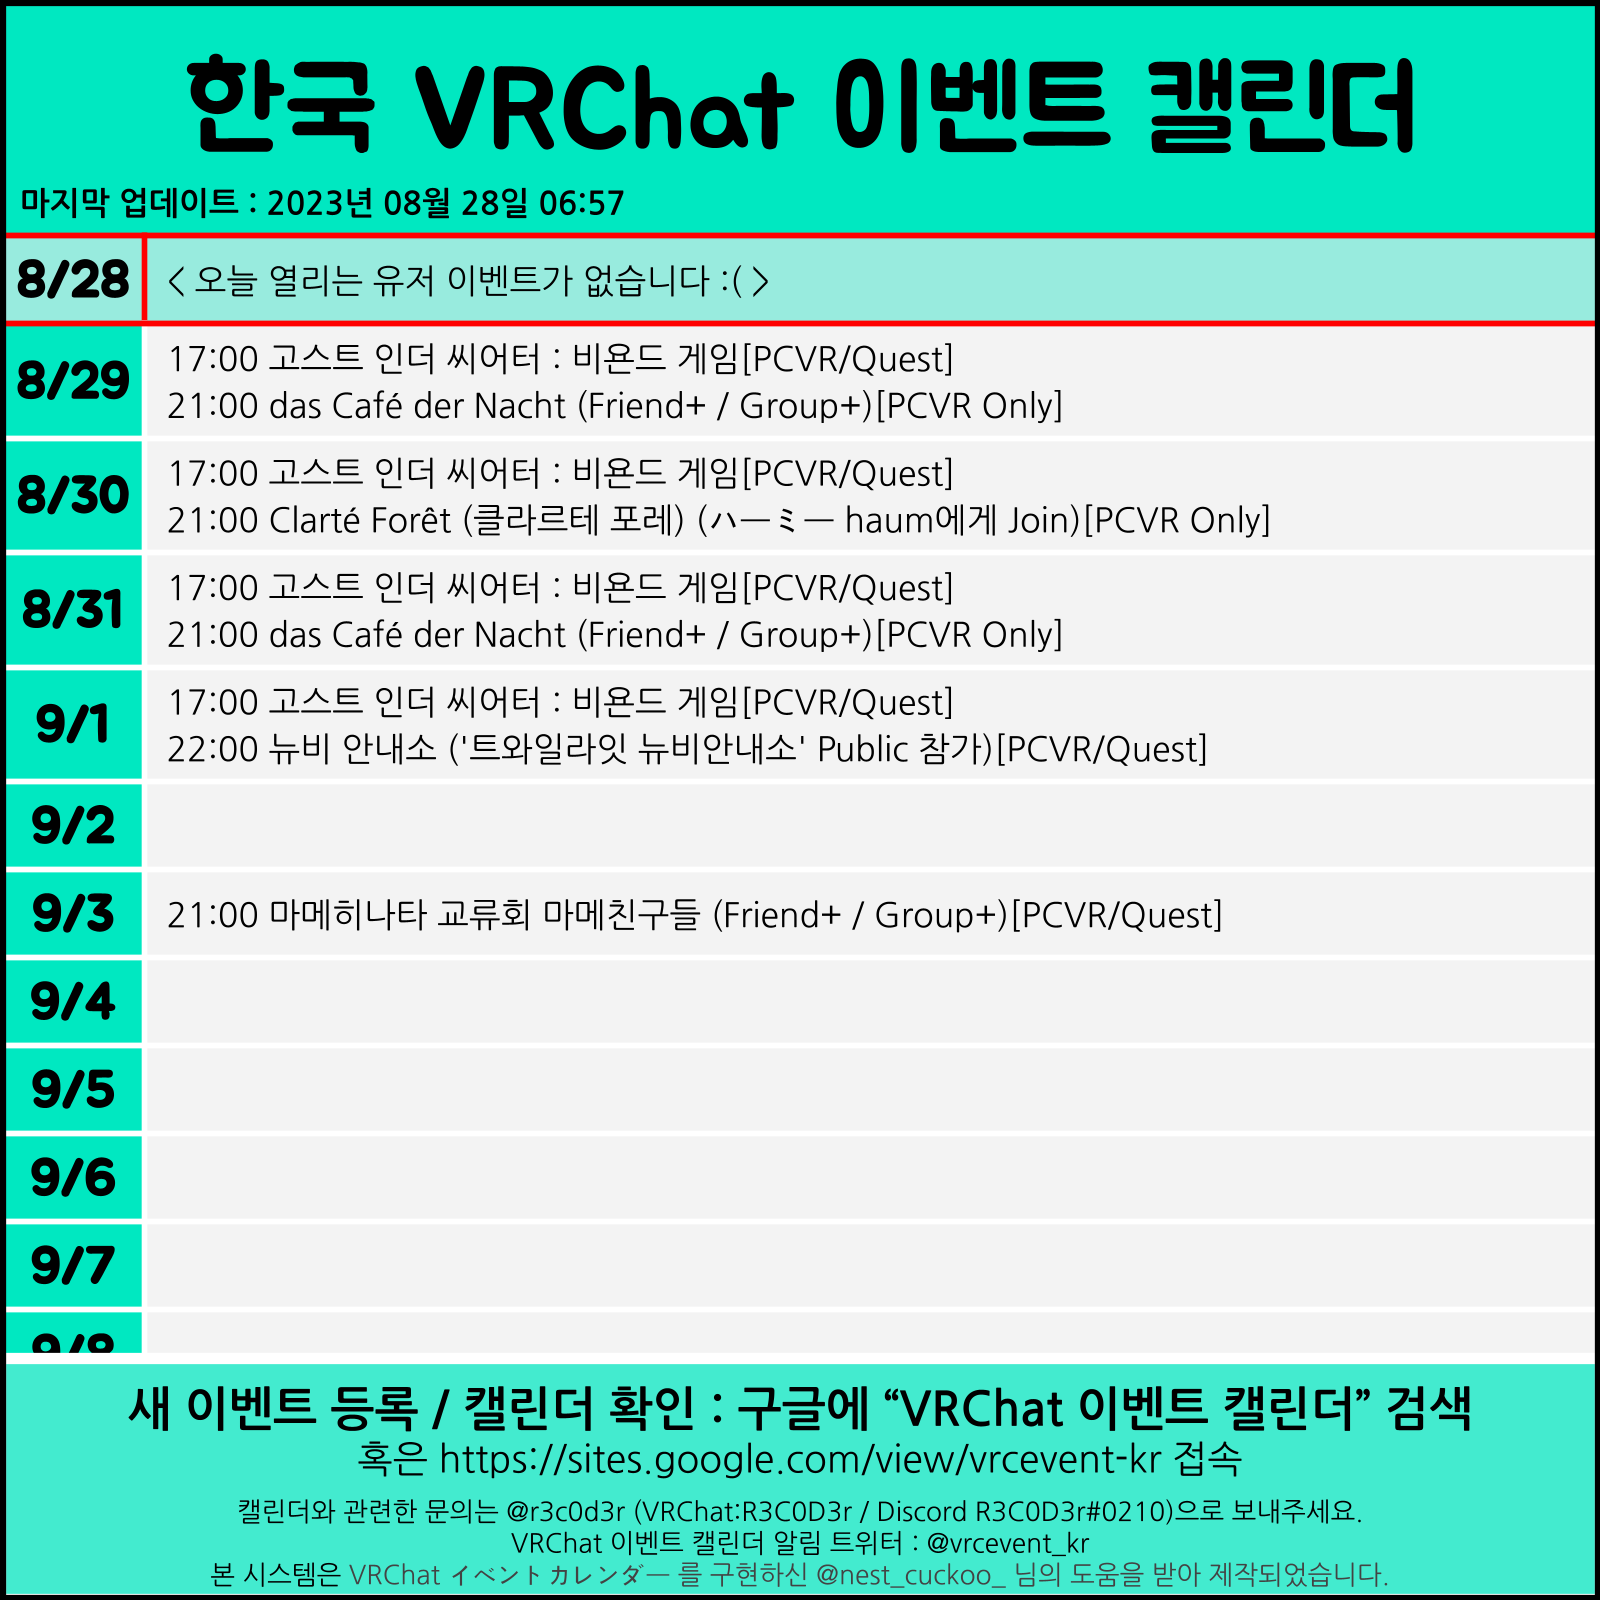 한국 VRChat 이벤트 캘린더
마지막 업데이트 : 2023년 08월 28일 06:57
8/28
< 오늘 열리는 유저 이벤트가 없습니다 :( >
8/29
17:00 고스트 인더 씨어터 : 비욘드 게임[PCVR/Quest]
21:00 das Café der Nacht (Friend+ / Group+)[PCVR Only]
8/30
17:00 고스트 인더 씨어터 : 비욘드 게임[PCVR/Quest]
21:00 Clarté Forêt (클라르테 포레) (ハーミー haum에게 Join)[PCVR Only]
8/31
17:00 고스트 인더 씨어터 : 비욘드 게임[PCVR/Quest]
21:00 das Café der Nacht (Friend+ / Group+)[PCVR Only]
9/1
17:00 고스트 인더 씨어터 : 비욘드 게임[PCVR/Quest]
22:00 뉴비 안내소 ('트와일라잇 뉴비안내소' Public 참가)[PCVR/Quest]
9/2
9/3
21:00 마메히나타 교류회 마메친구들 (Friend+ / Group+)[PCVR/Quest]
9/4
9/5
9/6
9/7
9/8
새 이벤트 등록 / 캘린더 확인 : 구글에 “VRChat 이벤트 캘린더” 검색
혹은 https://sites.google.com/view/vrcevent-kr 접속
캘린더와 관련한 문의는 @r3c0d3r (VRChat:R3C0D3r / Discord R3C0D3r#0210)으로 보내주세요.
VRChat 이벤트 캘린더 알림 트위터 : @vrcevent_kr
본 시스템은 VRChat イベントカレンダー 를 구현하신 @nest_cuckoo_ 님의 도움을 받아 제작되었습니다.